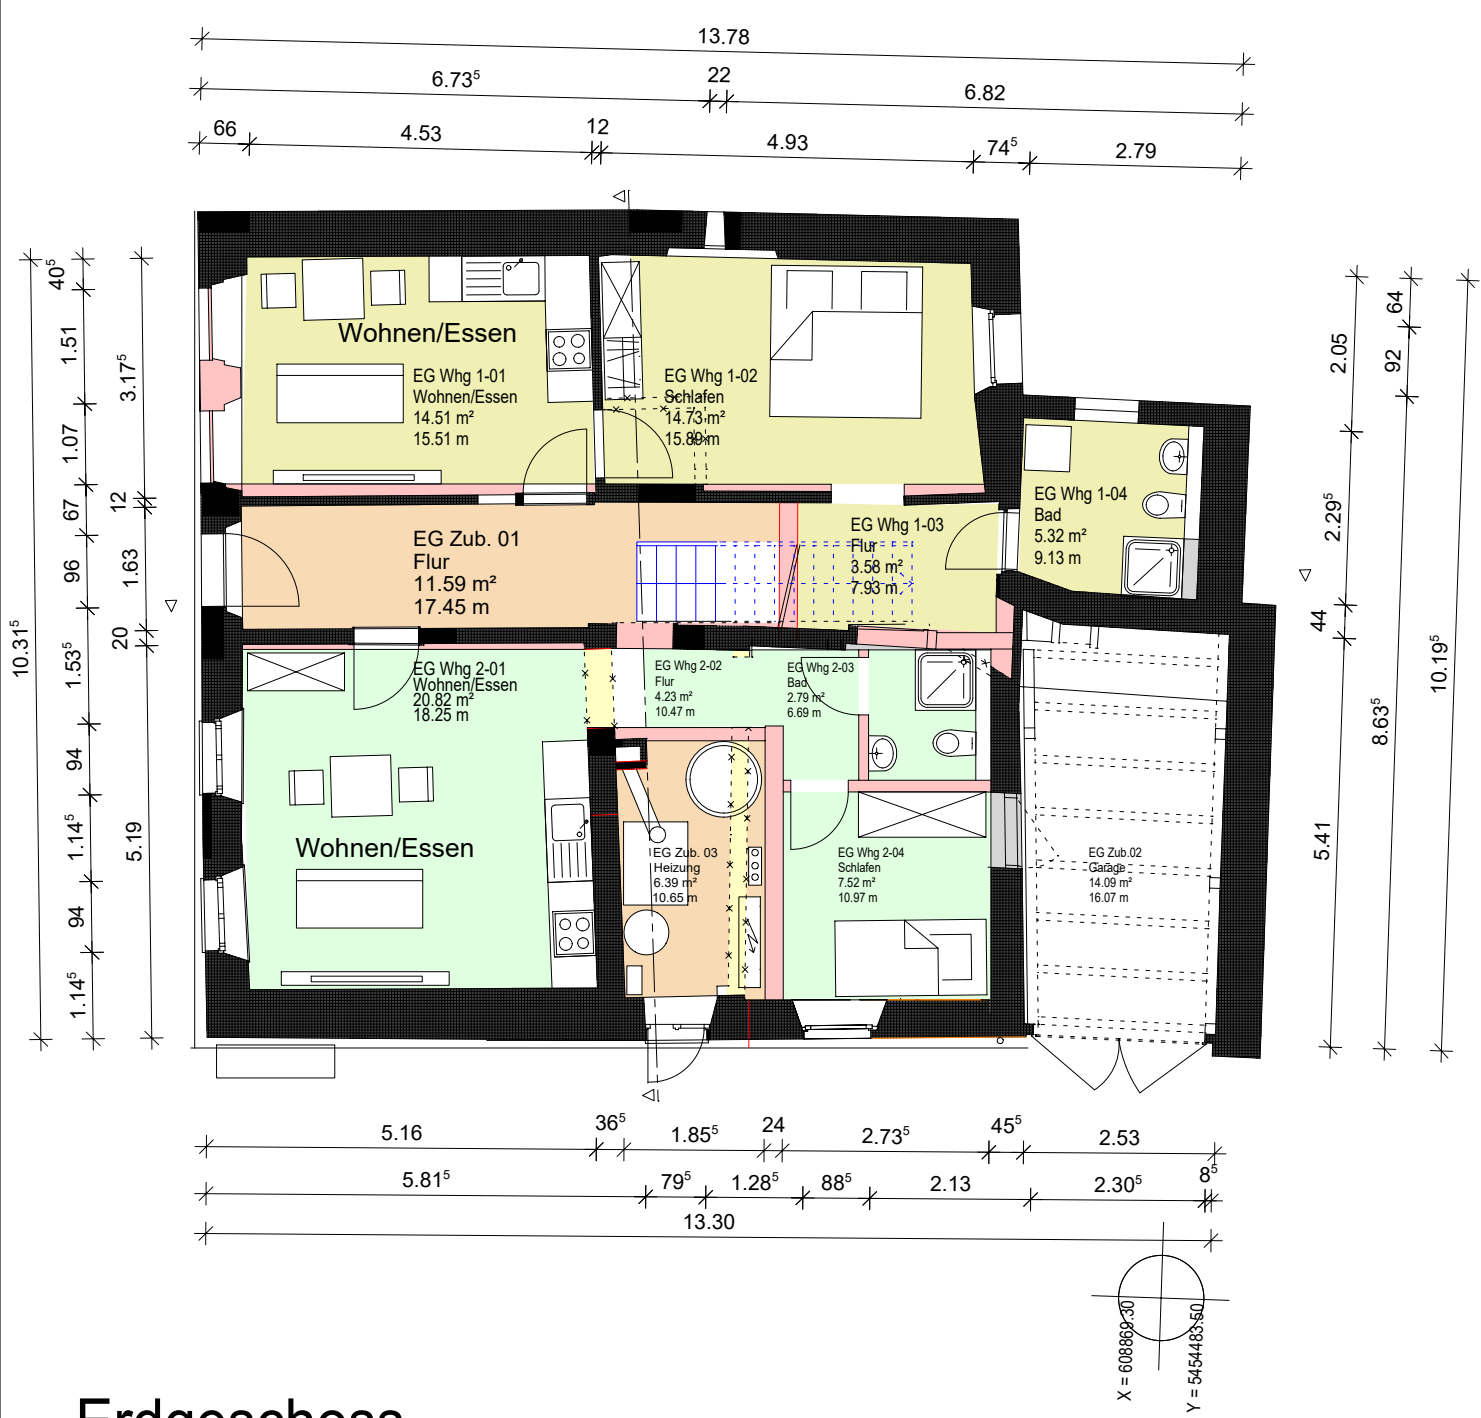 13.78
6.73⁵ 22 6.82
66 4.53 12 4.93 74⁵ 2.79
40⁵
1.51
1.07
67
96
1.53⁵
94
1.14⁵
94
1.14⁵
3.17⁵
12
1.63
20
5.19
10.31⁵
Wohnen/Essen
EG Whg 1-01
Wohnen/Essen
14.51 m²
15.51 m
EG Whg 1-02
Schlafen
14.73 m²
15.89 m
EG Whg 1-04
Bad
5.32 m²
9.13 m
EG Zub. 01
Flur
11.59 m²
17.45 m
EG Whg 1-03
Flur
3.58 m²
7.93 m
EG Whg 2-01
Wohnen/Essen
20.82 m²
18.25 m
EG Whg 2-02
Flur
4.23 m²
10.47 m
EG Whg 2-03
Bad
2.79 m²
6.69 m
Wohnen/Essen
EG Zub. 03
Heizung
6.39 m²
10.65 m
EG Whg 2-04
Schlafen
7.52 m²
10.97 m
EG Zub.02
Garage
14.09 m²
16.07 m
2.05
2.29⁵
44
5.41
64
92
8.63⁵
10.19⁵
5.16 36⁵ 1.85⁵ 24 2.73⁵ 45⁵ 2.53
5.81⁵ 79⁵ 1.28⁵ 88⁵ 2.13 2.30⁵ 8⁵
13.30
X = 608869.30
Y = 5454483.50
Erdgeschoss